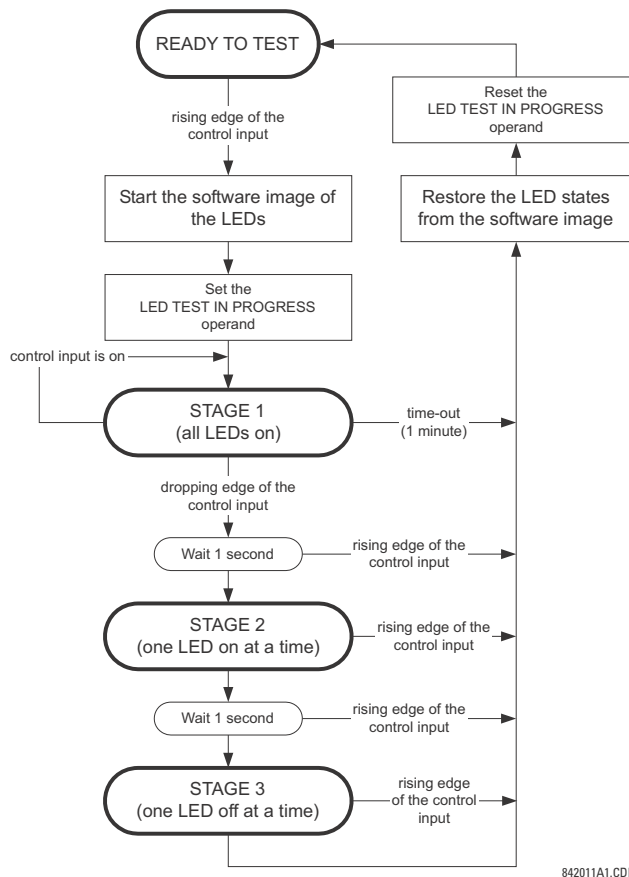 READY TO TEST
rising edge of the
control input
Start the software image of
the LEDs
Set the
LED TEST IN PROGRESS
operand
control input is on
STAGE 1
(all LEDs on)
time-out
(1 minute)
dropping edge of the
control input
Wait 1 second
rising edge of the
control input
STAGE 2
(one LED on at a time)
rising edge of the
control input
Wait 1 second
rising edge of the
control input
STAGE 3
(one LED off at a time)
rising edge
of the control
input
Reset the
LED TEST IN PROGRESS
operand
Restore the LED states
from the software image
842011A1.CDR